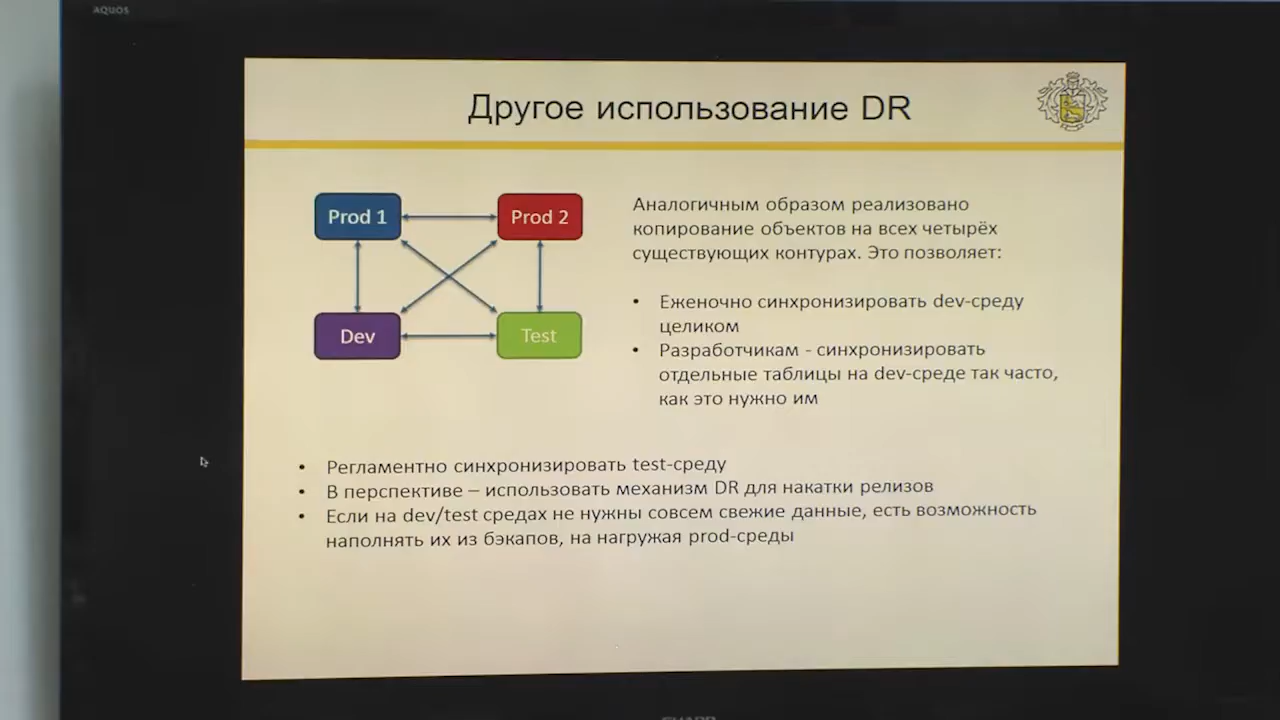 AQUOS
Другое использование DR
Prod 1
Prod 2
Dev
Test
Аналогичным образом реализовано
копирование объектов на всех четырёх
существующих контурах. Это позволяет:
• Еженочно синхронизировать dev-среду
целиком
• Разработчикам - синхронизировать
отдельные таблицы на dev-среде так часто,
как это нужно им
• Регламентно синхронизировать test-среду
• В перспективе – использовать механизм DR для накатки релизов
• Если на dev/test средах не нужны совсем свежие данные, есть возможность
наполнять их из бэкапов, на нагружая prod-среды